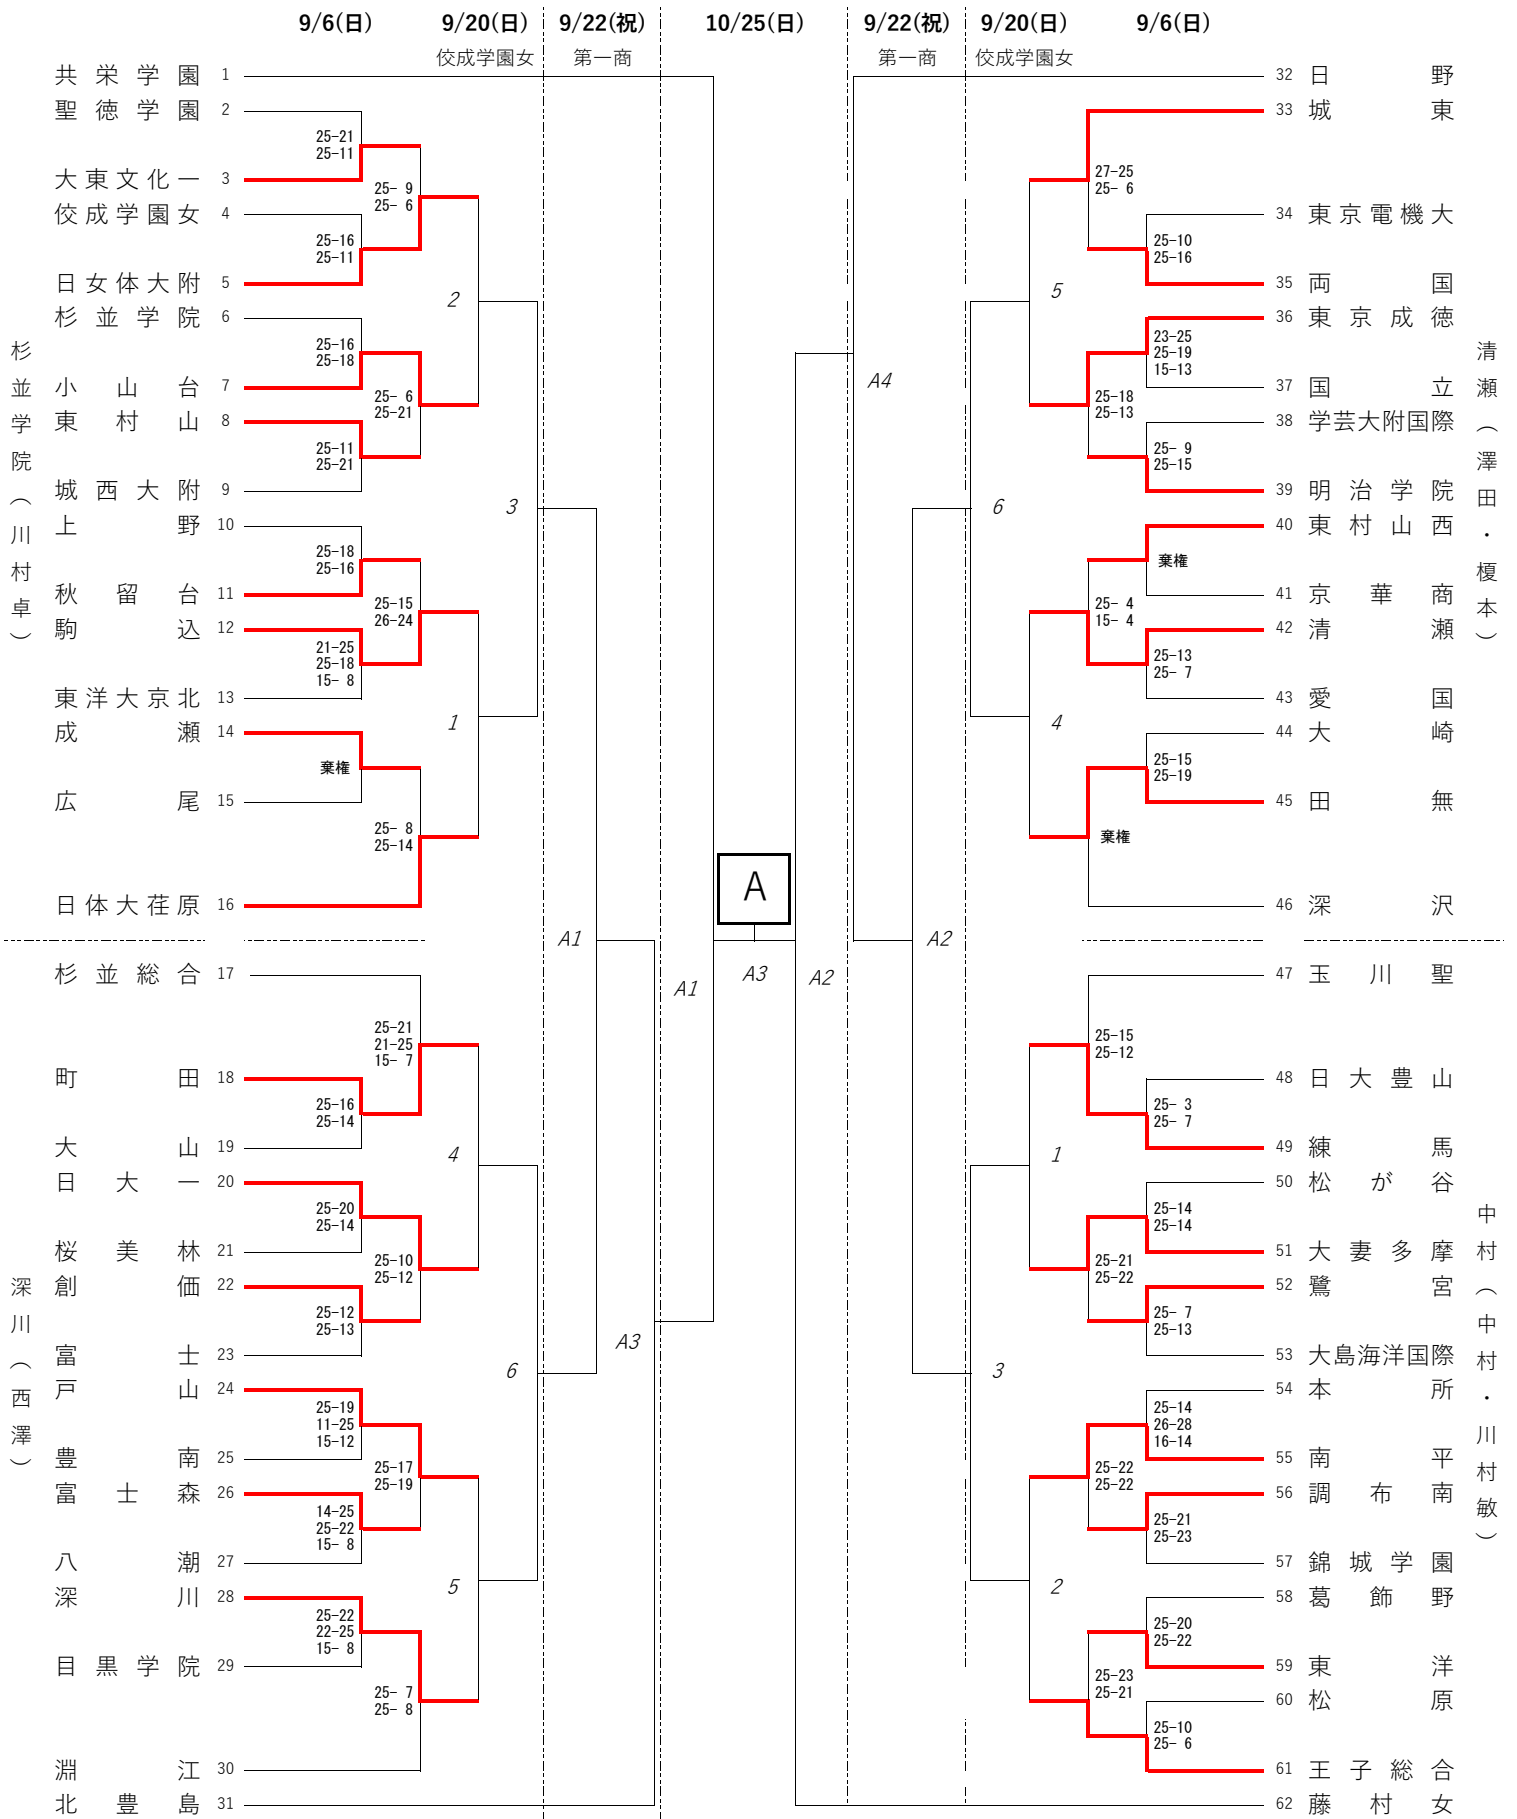 9/6(日) 9/20(日) 9/22(祝) 10/25(日) 9/22(祝) 9/20(日) 9/6(日)
佼成学園女 第一商 第一商 佼成学園女
共栄学園 1
聖徳学園 2
25-21
25-11
大東文化一 3
25- 9
25- 6
佼成学園女 4
25-16
25-11
日女体大附 5
2
杉並学院 6
25-16
25-18
小山台 7
25- 6
25-21
東村山 8
25-11
25-21
城西大附 9
3
上野 10
25-18
25-16
秋留台 11
25-15
26-24
駒込 12
21-25
25-18
15- 8
東洋大京北 13
1
成瀬 14
棄権
広尾 15
25- 8
25-14
日体大荏原 16
杉並学院(川村卓)
A1
杉並総合 17
25-21
21-25
15- 7
町田 18
25-16
25-14
大山 19
4
日大一 20
25-20
25-14
桜美林 21
25-10
25-12
創価 22
25-12
25-13
富士 23
6
戸山 24
25-19
11-25
15-12
豊南 25
25-17
25-19
富士森 26
14-25
25-22
15- 8
八潮 27
5
深川 28
25-22
22-25
15- 8
目黒学院 29
25- 7
25- 8
淵江 30
北豊島 31
深川(西澤)
A3
A1
A
A3
A2
A4
A2
32 日野
33 城東
27-25
25- 6
34 東京電機大
25-10
25-16
35 両国
5
36 東京成徳
23-25
25-19
15-13
37 国立
25-18
25-13
38 学芸大附国際
25- 9
25-15
39 明治学院
6
40 東村山西
棄権
41 京華商
25- 4
15- 4
42 清瀬
25-13
25- 7
43 愛国
4
44 大崎
25-15
25-19
45 田無
棄権
46 深沢
清瀬(澤田・榎本)
47 玉川聖
25-15
25-12
48 日大豊山
25- 3
25- 7
49 練馬
1
50 松が谷
25-14
25-14
51 大妻多摩
25-21
25-22
52 鷺宮
25- 7
25-13
53 大島海洋国際
3
54 本所
25-14
26-28
16-14
55 南平
25-22
25-22
56 調布南
25-21
25-23
57 錦城学園
2
58 葛飾野
25-20
25-22
59 東洋
25-23
25-21
60 松原
25-10
25- 6
61 王子総合
62 藤村女
中村(中村・川村敏)